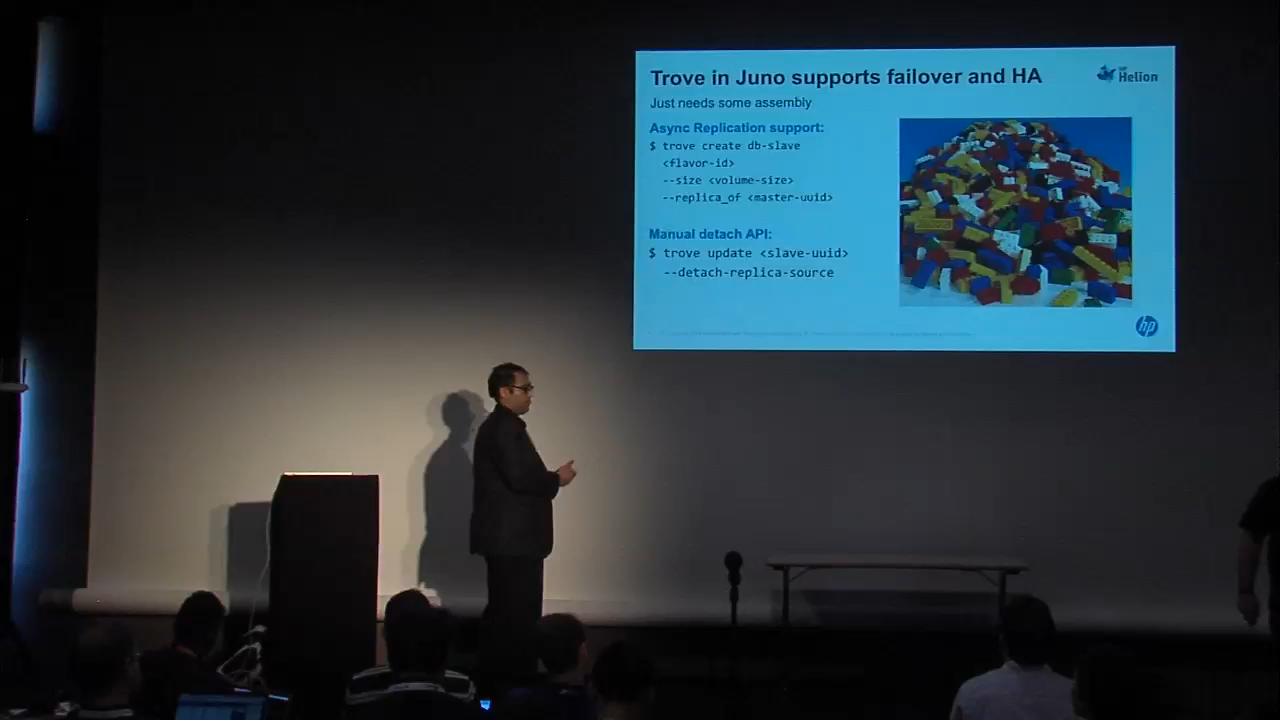 Trove in Juno supports failover and HA
HP
Helion
Just needs some assembly
Async Replication support:
$ trove create db-slave
<flavor-id>
--size <volume-size>
--replica_of <master-uuid>
Manual detach API:
$ trove update <slave-uuid>
--detach-replica-source
hp